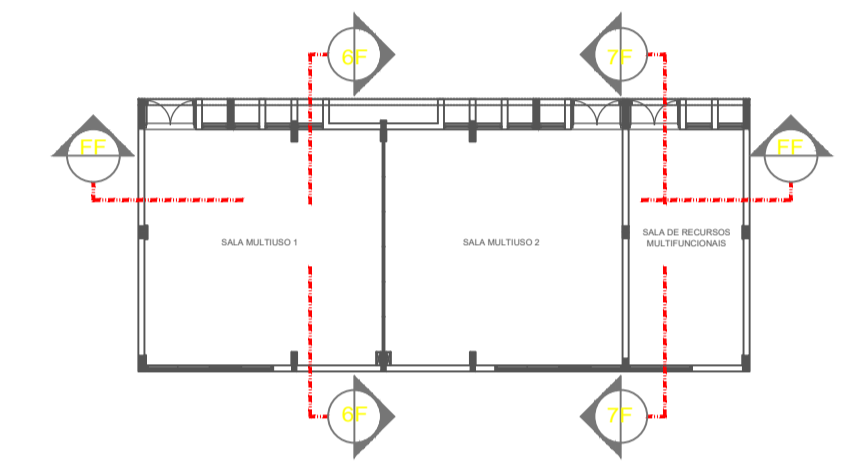 6F
7F
FF
FF
SALA MULTIUSO 1
SALA MULTIUSO 2
SALA DE RECURSOS
MULTIFUNCIONAIS
6F
7F